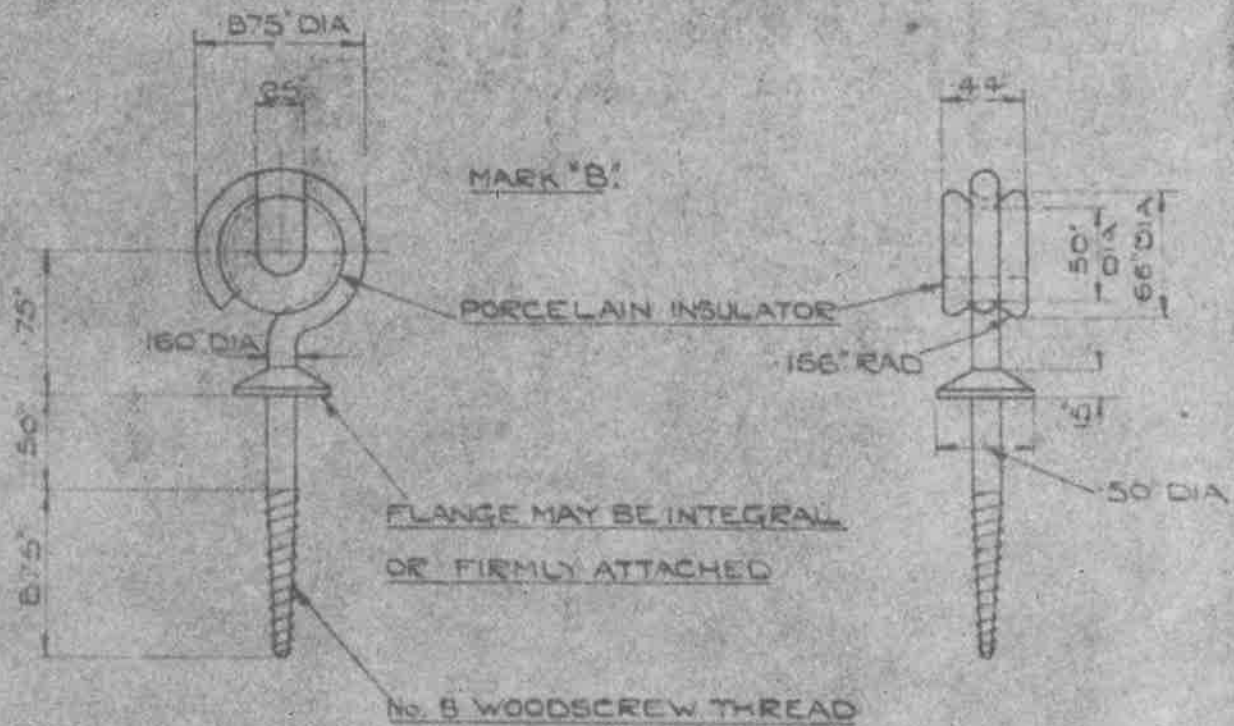 .875" DIA
.25"
.44
MARK "B".
.50" DIA
.66" DIA
.75"
PORCELAIN INSULATOR
.160" DIA
.156" RAD
.15"
.50"
.50" DIA
FLANGE MAY BE INTEGRAL
OR FIRMLY ATTACHED
.875"
No. 8 WOODSCREW THREAD